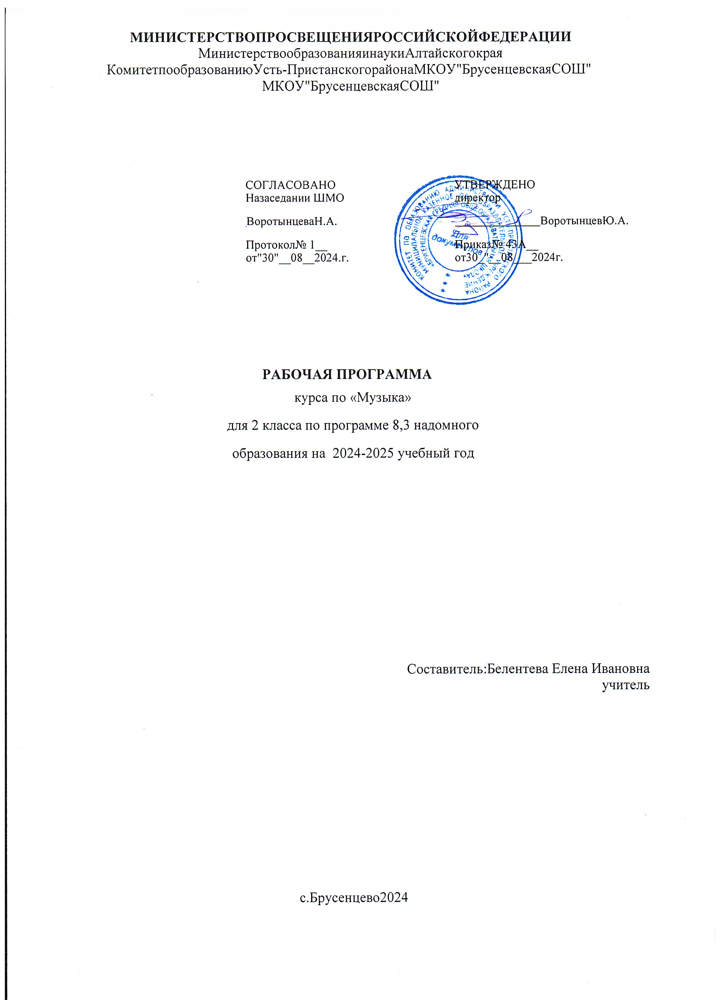 МИНИСТЕРСТВОПРОСВЕЩЕНИЯРОССИЙСКОЙФЕДЕРАЦИИ
МинистерствообразованияинаукиАлтайскогокрая
КомитетпообразованиюУсть-ПристанскогорайонаМКОУ"БрусенцевскаяСОШ"
МКОУ"БрусенцевскаяСОШ"
СОГЛАСОВАНО
Назаседании ШМО
ВоротынцеваН.А.
Протокол№ 1__
от"30"__08__2024.г.
УТВЕРЖДЕНО
директор
______________ВоротынцевЮ.А.
Приказ№ 43А__
от30_"__08___2024г.
КОМИТЕТ ПО ОБРАЗОВАНИЮ АДМИНИСТРАЦИИ УСТЬ-ПРИСТАНСКОГО РАЙОНА
МУНИЦИПАЛЬНОЕ КАЗЕННОЕ ОБЩЕОБРАЗОВАТЕЛЬНОЕ УЧРЕЖДЕНИЕ
«БРУСЕНЦЕВСКАЯ СРЕДНЯЯ ОБЩЕОБРАЗОВАТЕЛЬНАЯ ШКОЛА»
Для
документов
РАБОЧАЯ ПРОГРАММА
курса по «Музыка»
для 2 класса по программе 8,3 надомного
образования на 2024-2025 учебный год
Составитель:Белентева Елена Ивановна
учитель
с.Брусенцево2024